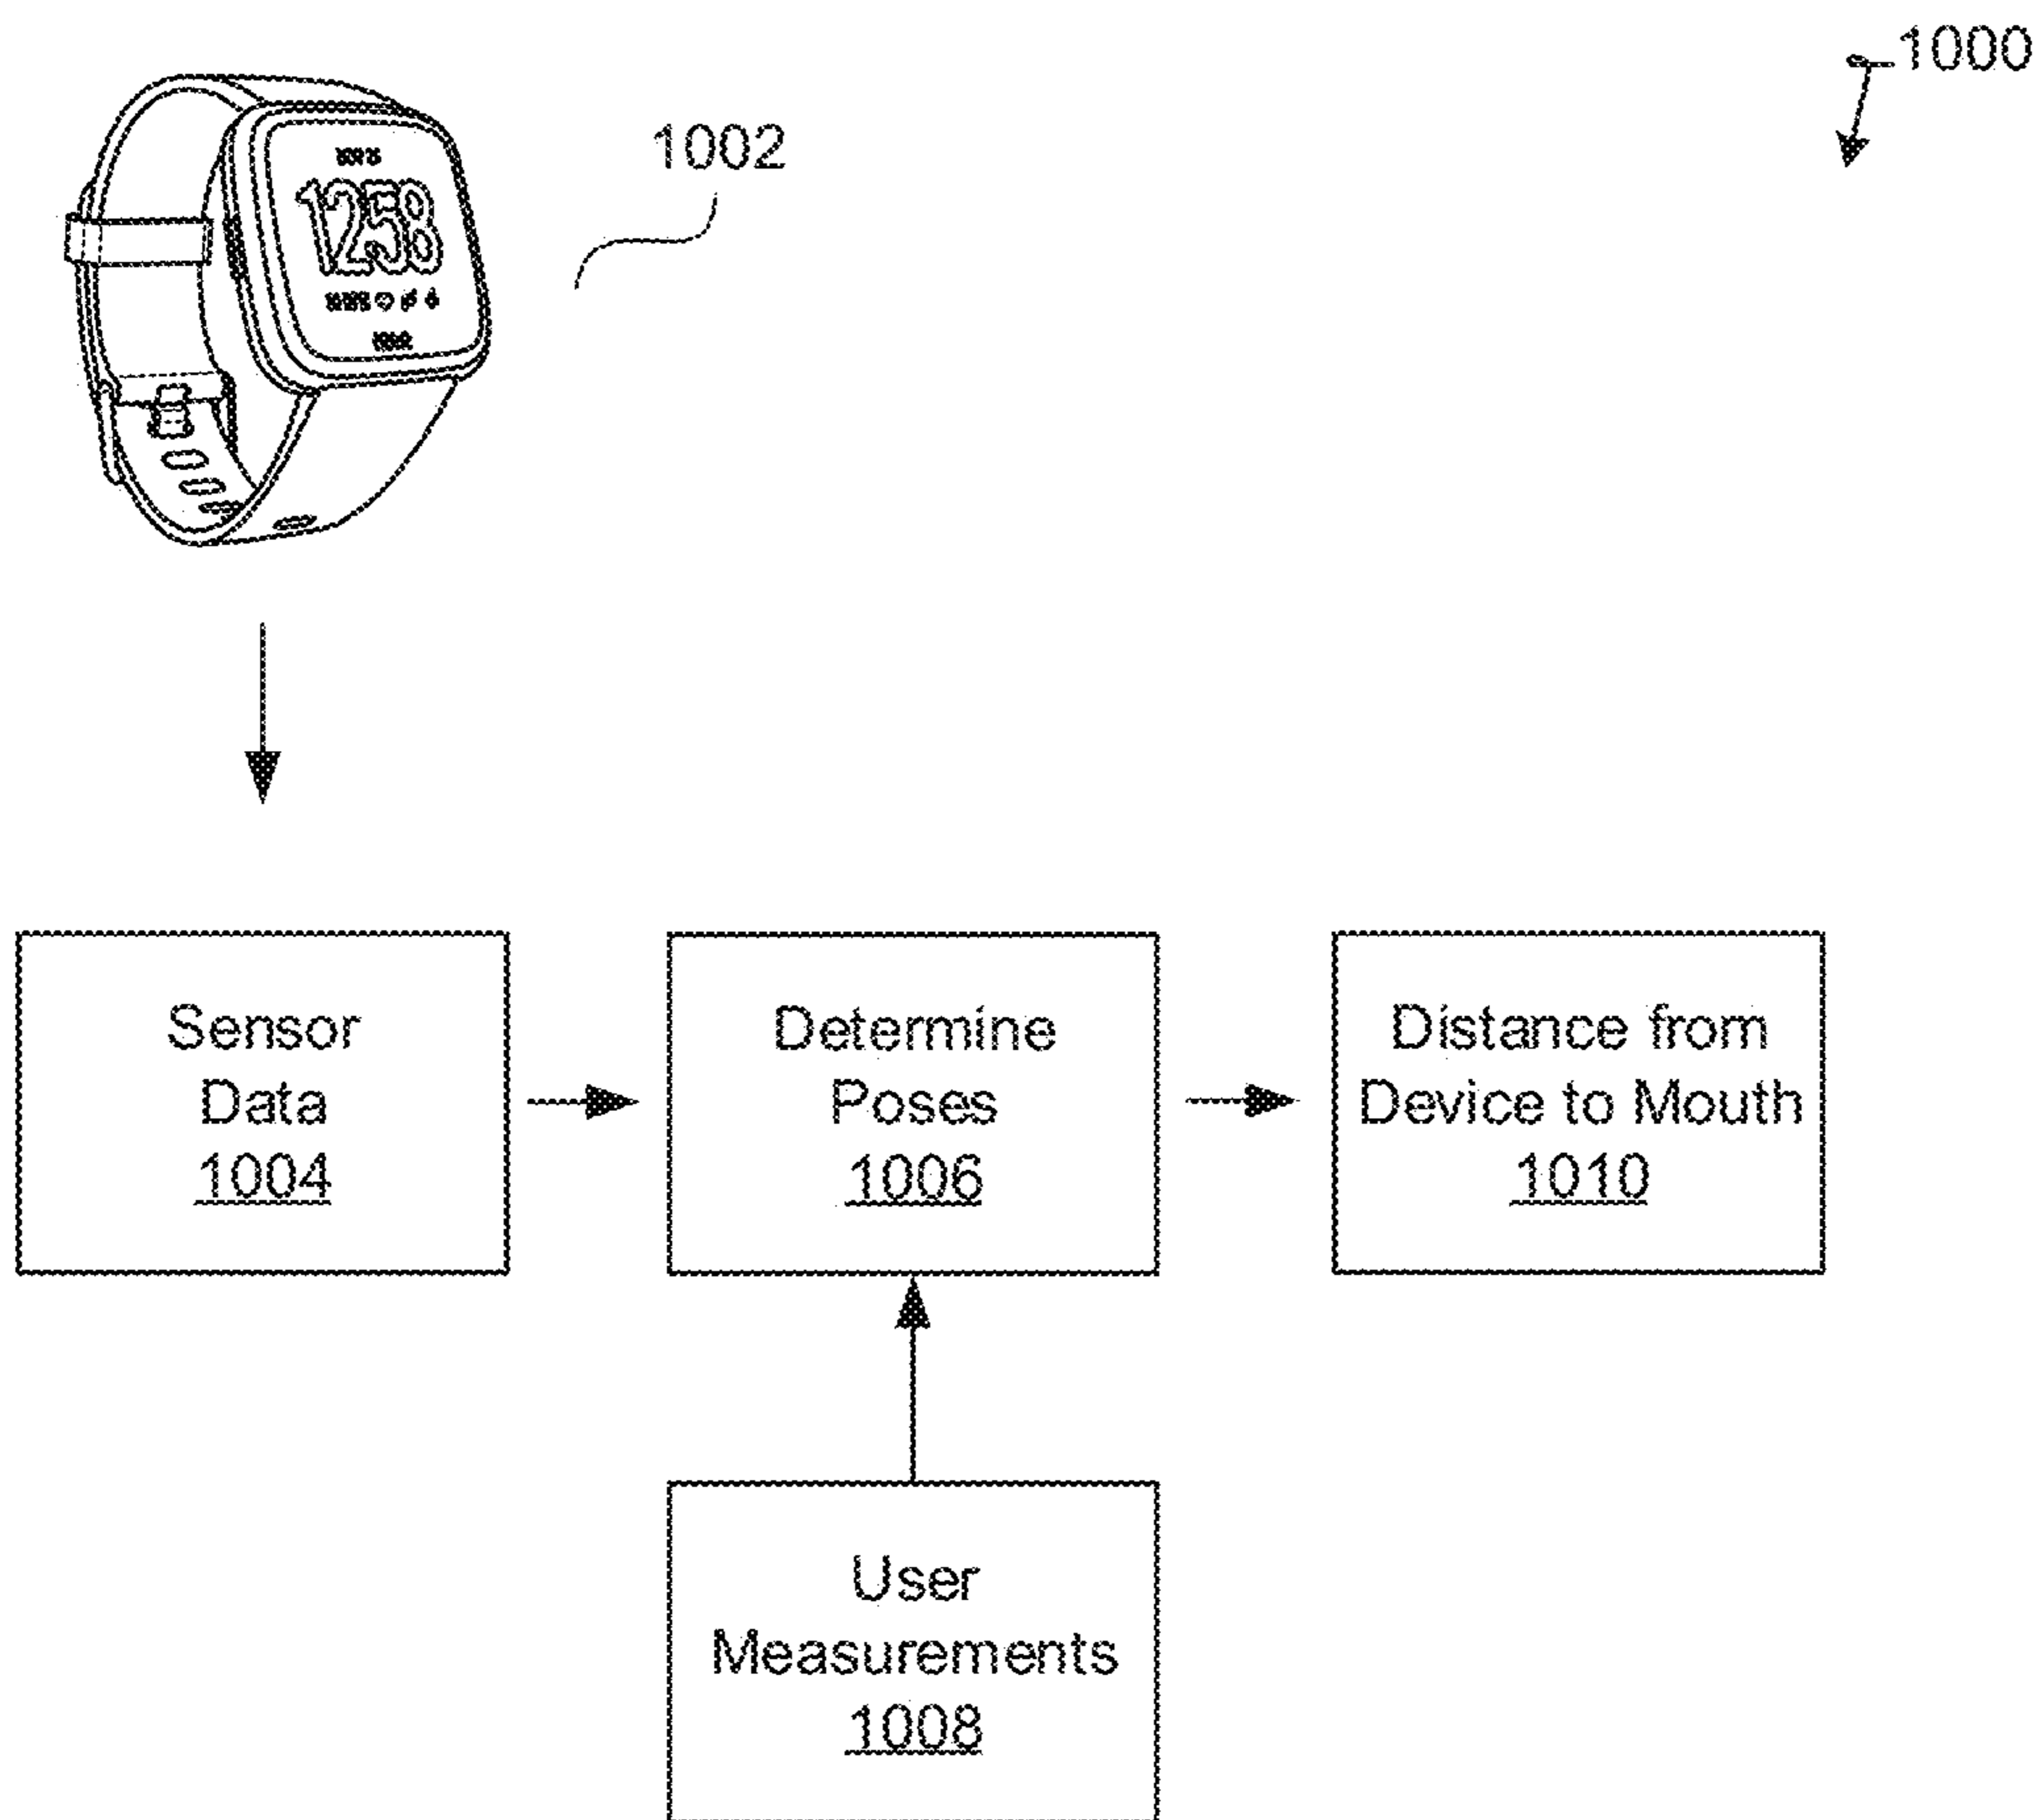 1000
1002
1258
Sensor
Data
1004
Determine
Poses
1006
Distance from
Device to Mouth
1010
User
Measurements
1008